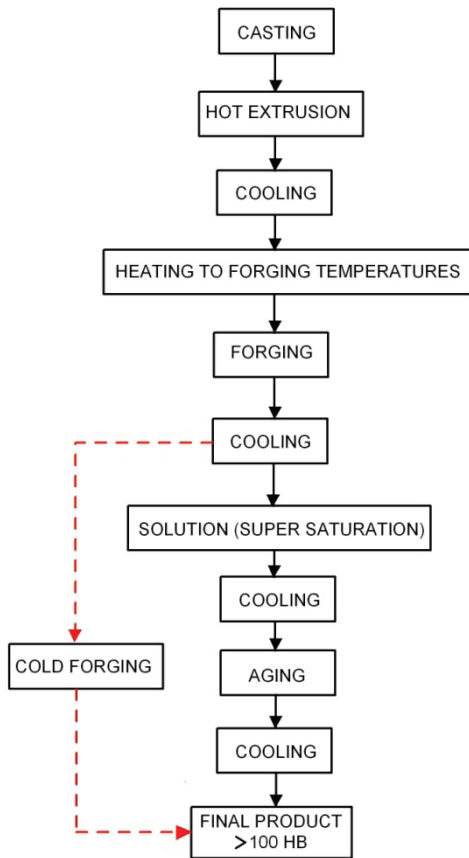 CASTING
HOT EXTRUSION
COOLING
HEATING TO FORGING TEMPERATURES
FORGING
COOLING
SOLUTION (SUPER SATURATION)
COOLING
COLD FORGING
AGING
COOLING
FINAL PRODUCT
>100 HB